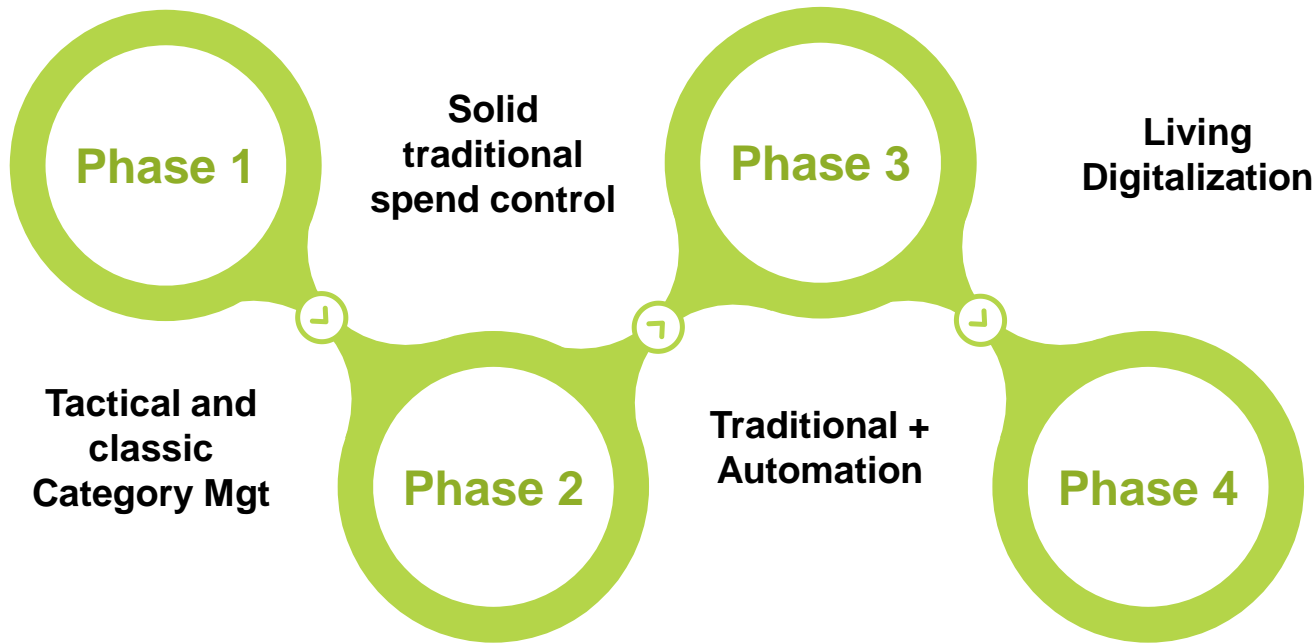 Phase 1
Tactical and
classic
Category Mgt
Solid
traditional
spend control
Phase 2
Phase 3
Traditional +
Automation
Living
Digitalization
Phase 4